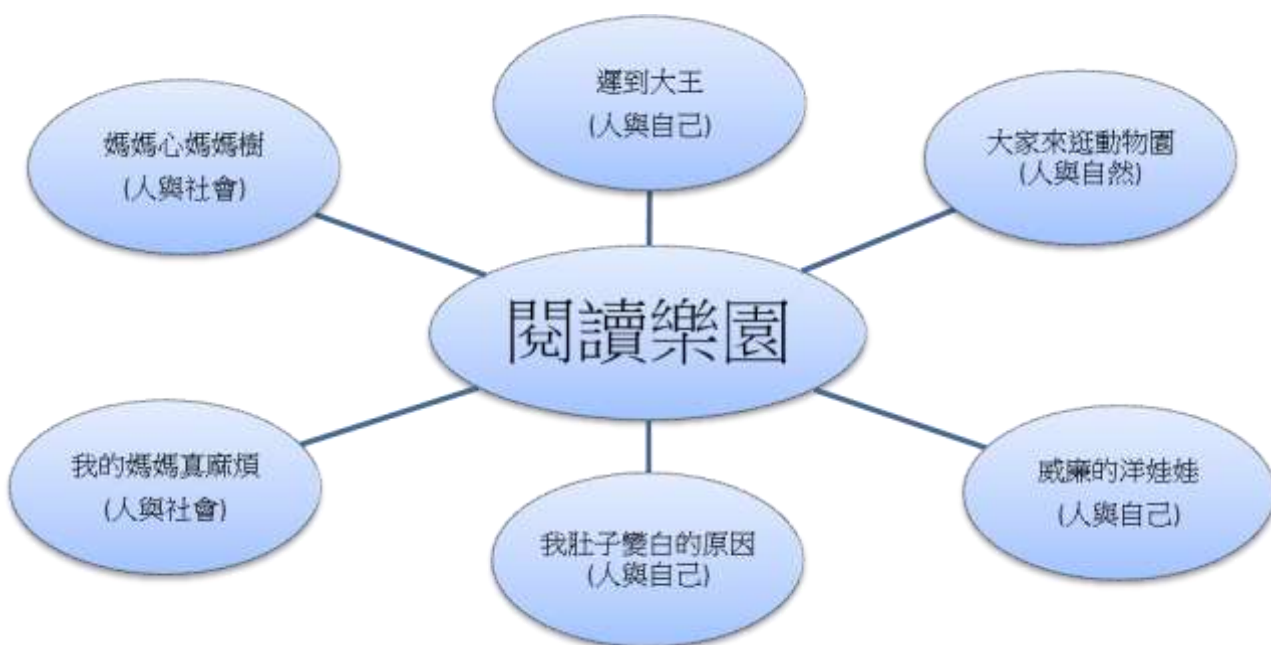 遲到大王
(人與自己)
媽媽心媽媽樹
(人與社會)
大家來逛動物園
(人與自然)
閱讀樂園
我的媽媽真麻煩
(人與社會)
威廉的洋娃娃
(人與自己)
我肚子變白的原因
(人與自己)